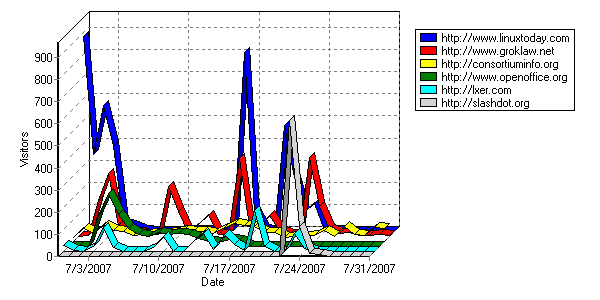 900
800
700
600
500
400
300
200
100
0
Visitors
7/3/2007
7/10/2007
7/17/2007
7/24/2007
7/31/2007
Date
http://www.linuxtoday.com
http://www.groklaw.net
http://consortiuminfo.org
http://www.openoffice.org
http://lxer.com
http://slashdot.org